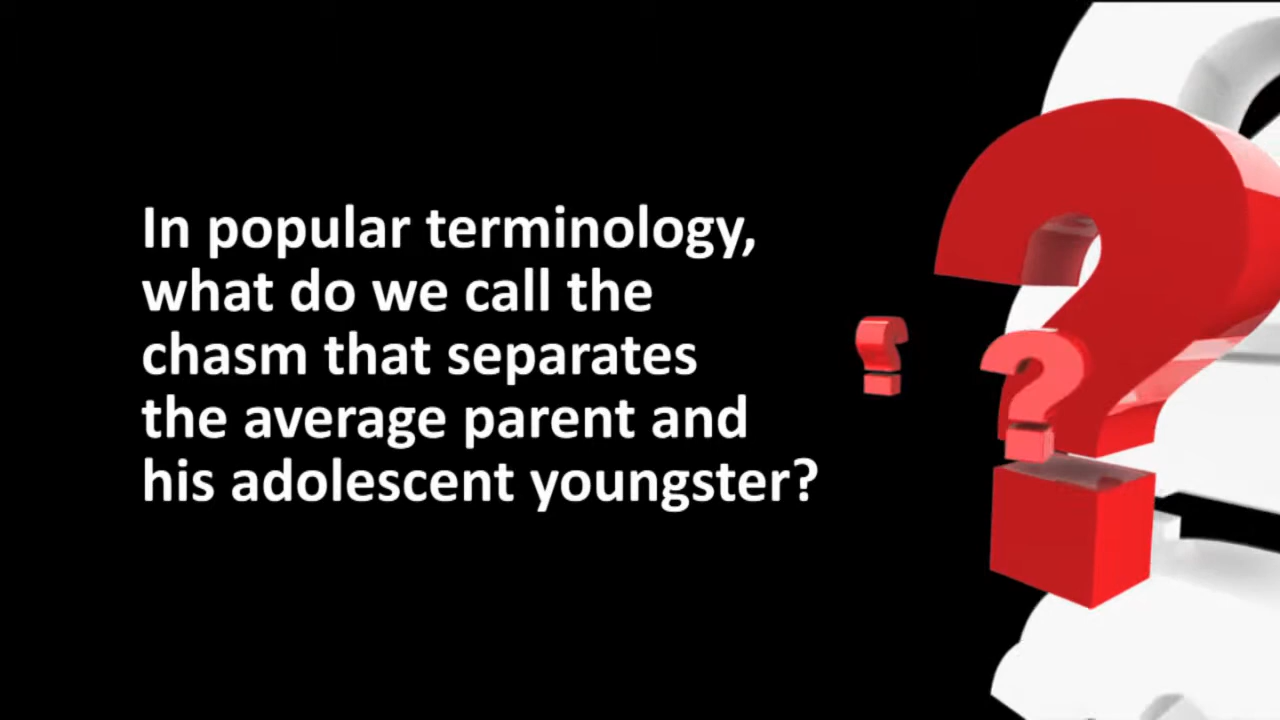 In popular terminology,
what do we call the
chasm that separates
the average parent and
his adolescent youngster?